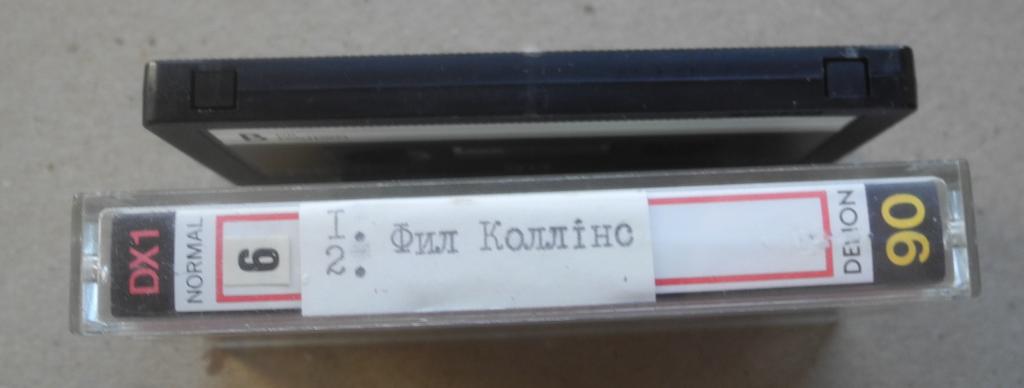 B
DX1
NORMAL
6
1.
2. Фил Коллінс
DENON
90